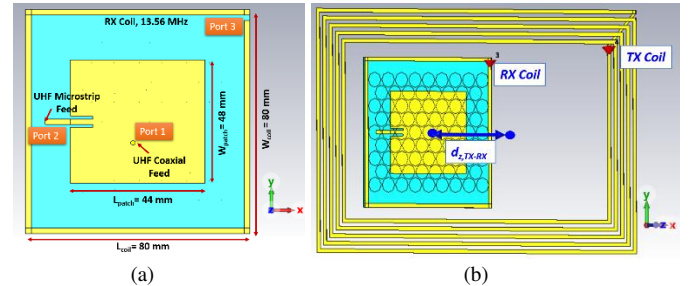 RX Coil, 13.56 MHz
Port 3
UHF Microstrip
Feed
Port 2
Port 1
UHF Coaxial
Feed
W_patch = 48 mm
W_coil = 80 mm
L_patch= 44 mm
L_coil= 80 mm
y
z
x
(a)
3
4
TX Coil
RX Coil
d_z,TX-RX
y
z
x
(b)